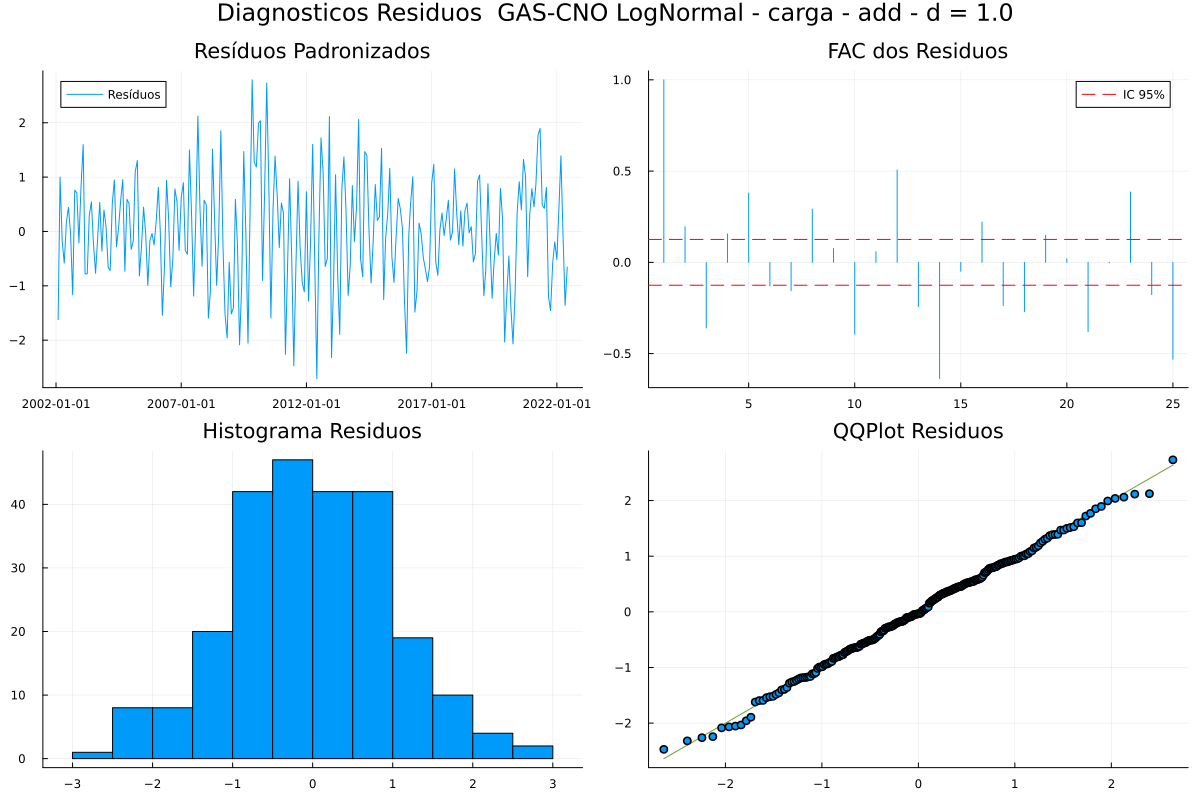 Diagnosticos Residuos  GAS-CNO LogNormal - carga - add - d = 1.0
Resíduos Padronizados
Resíduos
2
1
0
−1
−2
2002-01-01 2007-01-01 2012-01-01 2017-01-01 2022-01-01
FAC dos Residuos
IC 95%
1.0
0.5
0.0
−0.5
5 10 15 20 25
Histograma Residuos
40
30
20
10
0
−3 −2 −1 0 1 2 3
QQPlot Residuos
2
1
0
−1
−2
−2 −1 0 1 2